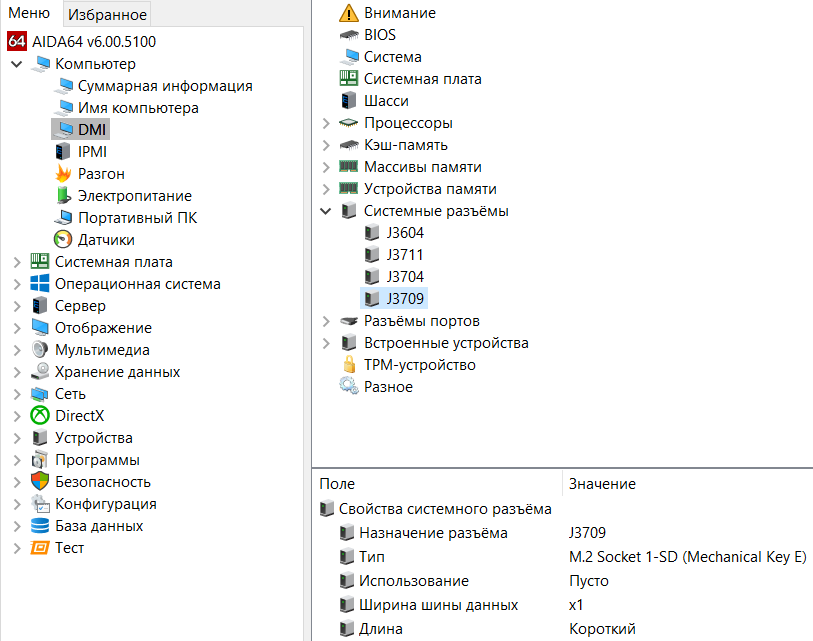 Меню
Избранное
64 AIDA64 v6.00.5100
Компьютер
Суммарная информация
Имя компьютера
DMI
IPMI
Разгон
Электропитание
Портативный ПК
Датчики
Системная плата
Операционная система
Сервер
Отображение
Мультимедиа
Хранение данных
Сеть
DirectX
Устройства
Программы
Безопасность
Конфигурация
База данных
Тест
Внимание
BIOS
Система
Системная плата
Шасси
Процессоры
Кэш-память
Массивы памяти
Устройства памяти
Системные разъёмы
J3604
J3711
J3704
J3709
Разъёмы портов
Встроенные устройства
TPM-устройство
Разное
Поле Значение
Свойства системного разъёма
Назначение разъёма J3709
Тип M.2 Socket 1-SD (Mechanical Key E)
Использование Пусто
Ширина шины данных x1
Длина Короткий